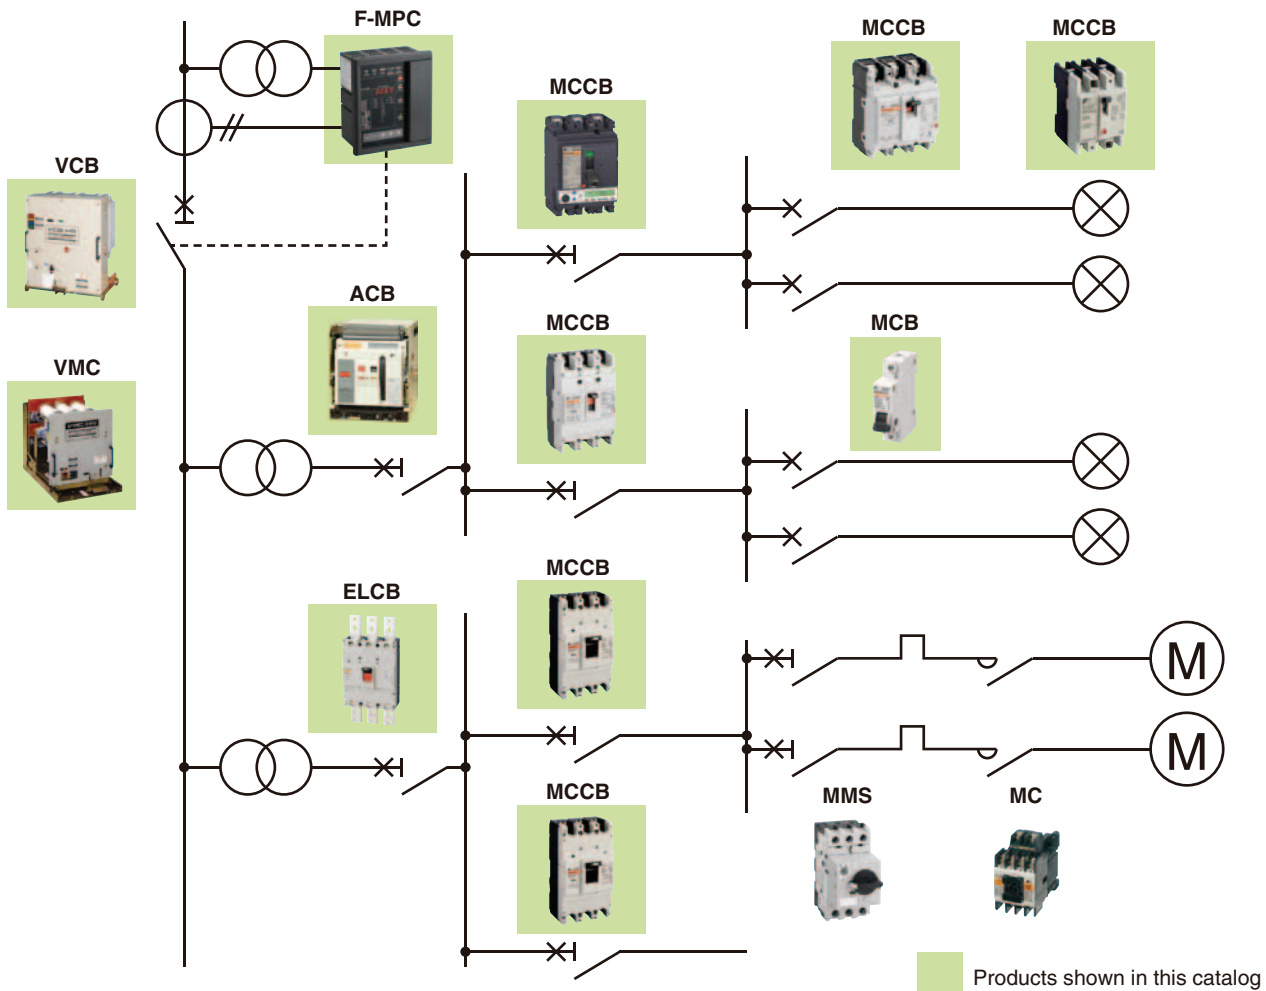 F-MPC
MCCB
MCCB
MCCB
VCB
ACB
MCCB
MCB
VMC
MCCB
ELCB
M
M
MCCB
MMS
MC
Products shown in this catalog